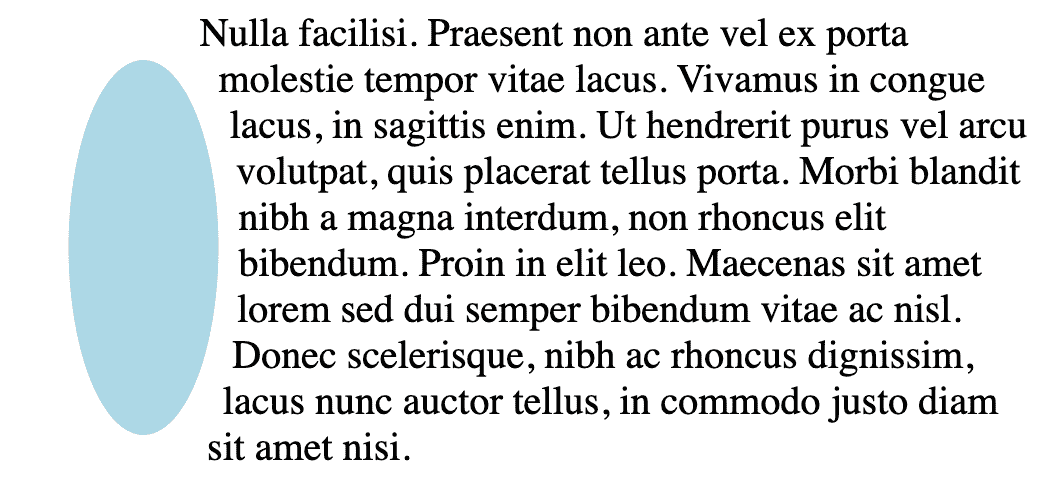 Nulla facilisi. Praesent non ante vel ex porta
molestie tempor vitae lacus. Vivamus in congue
lacus, in sagittis enim. Ut hendrerit purus vel arcu
volutpat, quis placerat tellus porta. Morbi blandit
nibh a magna interdum, non rhoncus elit
bibendum. Proin in elit leo. Maecenas sit amet
lorem sed dui semper bibendum vitae ac nisl.
Donec scelerisque, nibh ac rhoncus dignissim,
lacus nunc auctor tellus, in commodo justo diam
sit amet nisi.